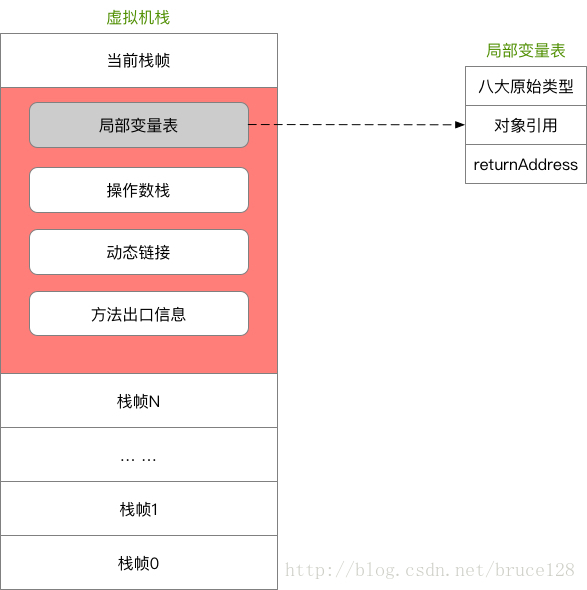 虚拟机栈
当前栈帧
局部变量表
操作数栈
动态链接
方法出口信息
栈帧N
... ...
栈帧1
栈帧0
局部变量表
八大原始类型
对象引用
returnAddress
http://blog.csdn.net/bruce128